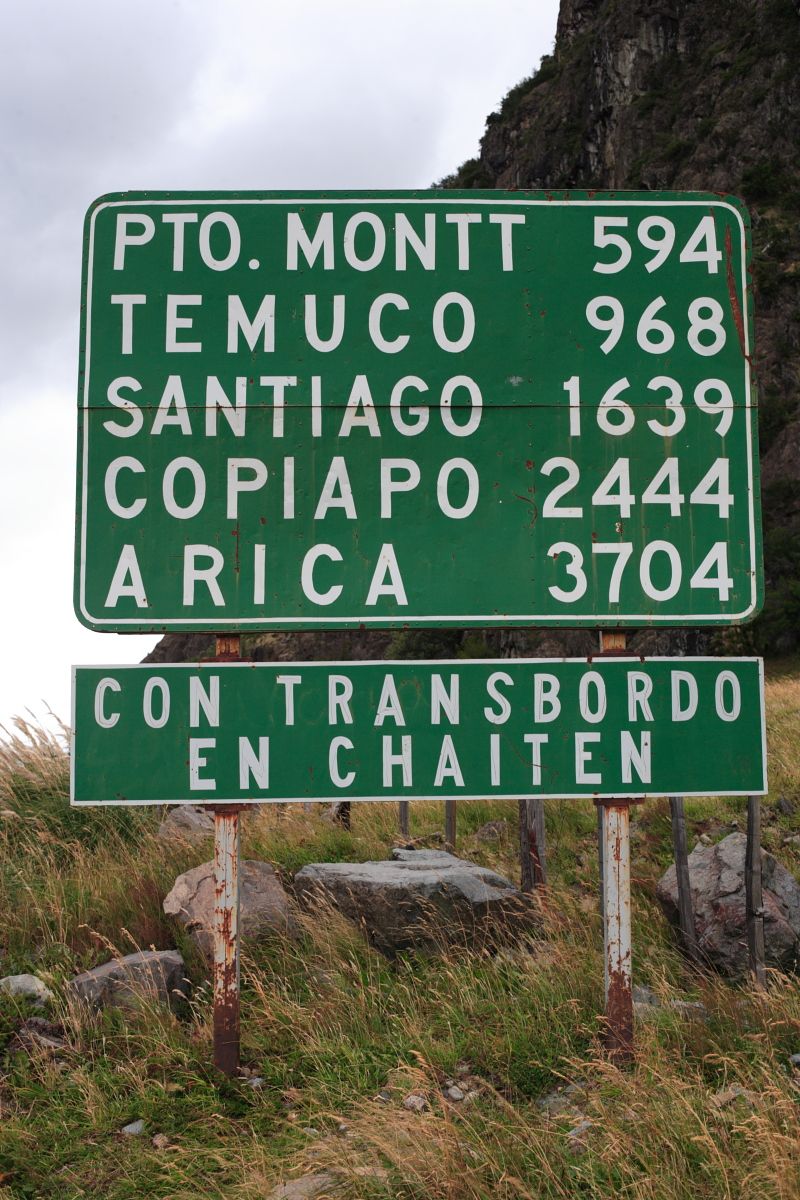 PTO. MONTT 594
TEMUCO 968
SANTIAGO 1639
COPIAPO 2444
ARICA 3704
CON TRANSBORDO
EN CHAITEN